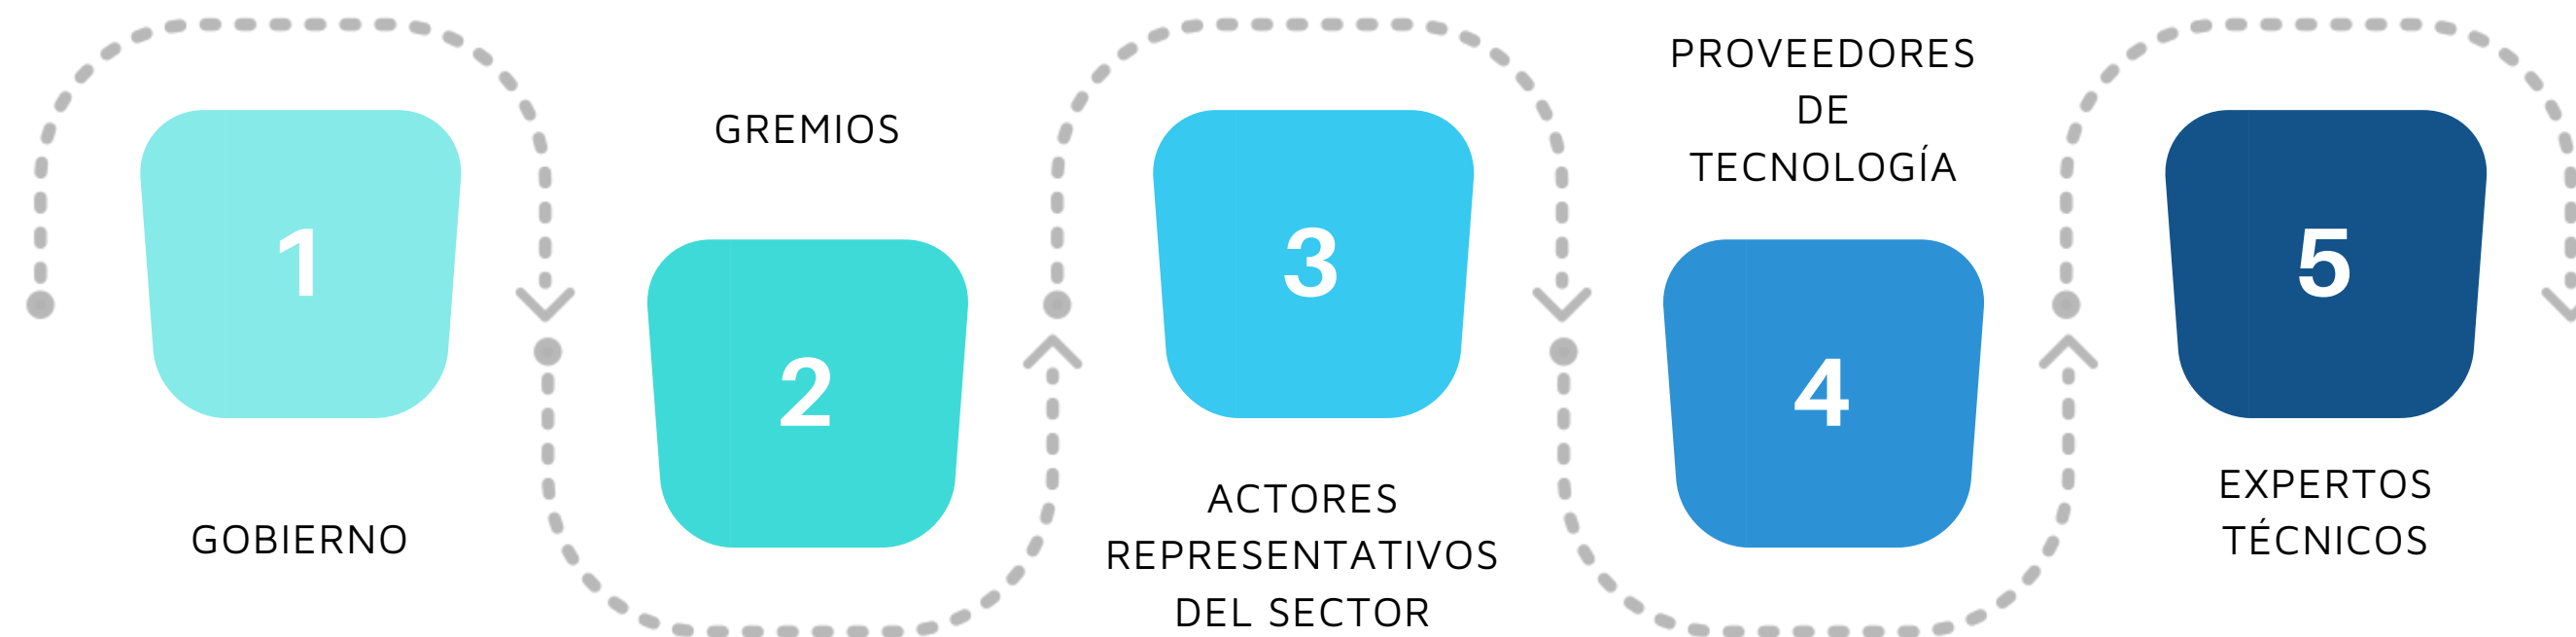 1
GOBIERNO
GREMIOS
2
3
ACTORES
REPRESENTATIVOS
DEL SECTOR
PROVEEDORES
DE
TECNOLOGÍA
4
5
EXPERTOS
TÉCNICOS